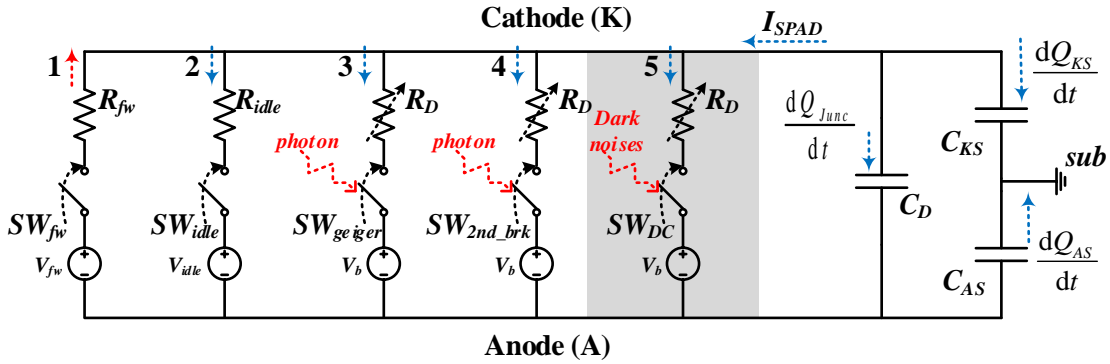 Cathode (K)
I_SPAD
1
2
3
4
5
dQ_KS
dt
R_fw
R_idle
R_D
R_D
R_D
dQ_Junc
dt
photon
photon
Dark
noises
C_KS
sub
SW_fw
SW_idle
SW_geiger
SW_2nd_brk
SW_DC
C_D
dQ_AS
dt
V_fw
V_idle
V_b
V_b
V_b
C_AS
Anode (A)